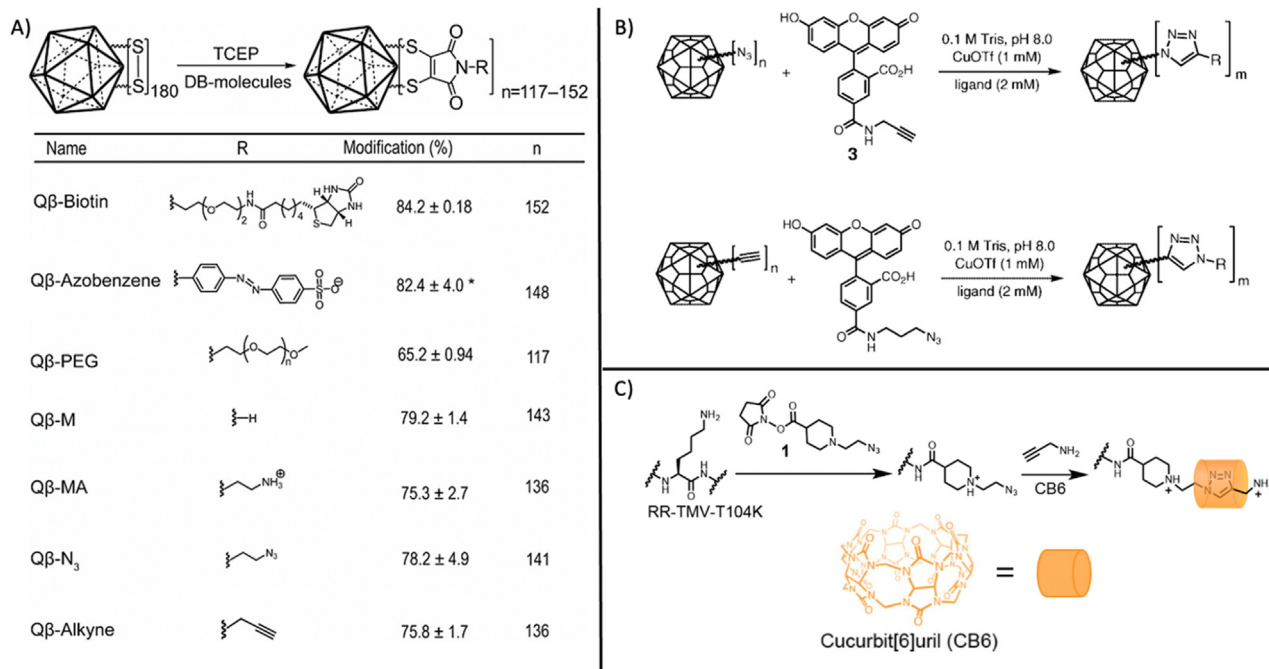 A)
S
S
180
TCEP
DB-molecules
S
S
O
N-R
O
n=117–152
Name R Modification (%) n
Qβ-Biotin O 2 H N O 4 S H H HN NH O 84.2 ± 0.18 152
Qβ-Azobenzene N N O S O O- 82.4 ± 4.0 * 148
Qβ-PEG O n O 65.2 ± 0.94 117
Qβ-M H 79.2 ± 1.4 143
Qβ-MA NH3 ⊕ 75.3 ± 2.7 136
Qβ-N3 N3 78.2 ± 4.9 141
Qβ-Alkyne 75.8 ± 1.7 136
B)
N3 n
+
HO O O
CO2H
O N H
3
0.1 M Tris, pH 8.0
CuOTf (1 mM)
ligand (2 mM)
N N N R m
n
+
HO O O
CO2H
O N H N3
0.1 M Tris, pH 8.0
CuOTf (1 mM)
ligand (2 mM)
N N N R m
C)
NH2
N H O H N
RR-TMV-T104K
O N O O O N N3
1
O NH N H + N3
NH2
CB6
O NH N H + N N N NH +
O N
=
Cucurbit[6]uril (CB6)